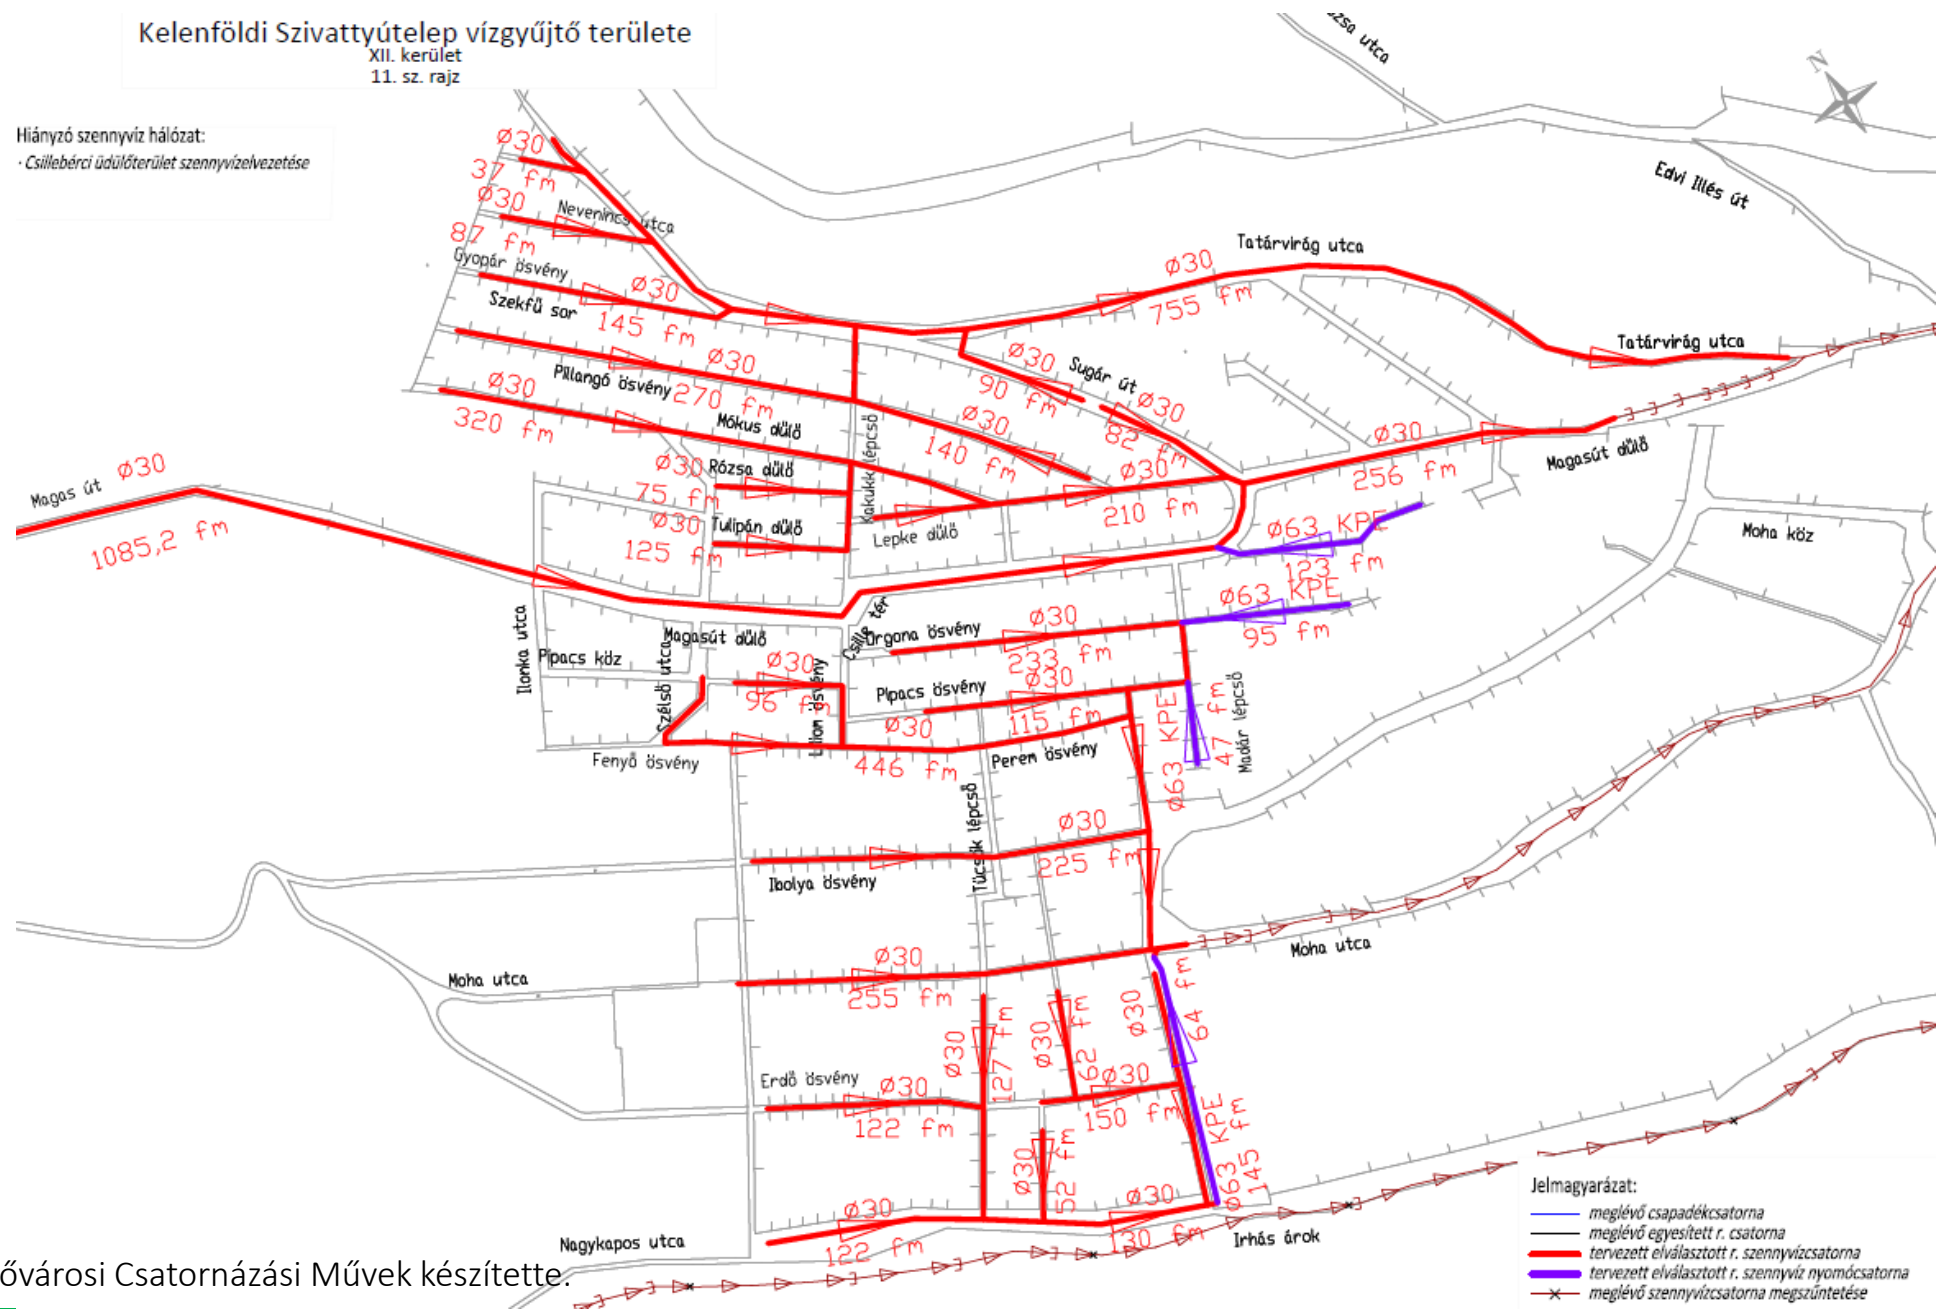 Kelenföldi Szivattyútelep vízgyűjtő területe
XII. kerület
11. sz. rajz
Hiányzó szennyvíz hálózat:
· Csillebérci üdülőterület szennyvízelvezetése
zsa utca
N
Edvi Illés út
Ø30
37 fm
Ø30
Nevenincs utca
87 fm
Gyopár ösvény
Ø30
Szekfű sor
145 fm
Tatárvirág utca
Ø30
755 fm
Tatárvirág utca
Ø30
Pillangó ösvény
270 fm
Ø30
320 fm
Mókus dűlő
Ø30
90 fm
Sugár út
Ø30
82 fm
Ø30
140 fm
Kakukk lépcső
Ø30
Rózsa dűlő
75 fm
Ø30
Tulipán dűlő
125 fm
Lepke dűlő
Ø30
210 fm
Ø30
256 fm
Magasút dűlő
Magas út
Ø30
1085,2 fm
Ø63 KPE
123 fm
Moha köz
Ø63 KPE
95 fm
Csilla tér
Orgona ösvény
Ø30
233 fm
Ilonka utca
Pipacs köz
Magasút dűlő
Szélső utca
Ø30
96 fm
Liliom ösvény
Pipacs ösvény
Ø30
115 fm
Ø63 KPE
47 fm
Madár lépcső
Fenyő ösvény
Ø30
446 fm
Perem ösvény
Tücsök lépcső
Ø30
225 fm
Ibolya ösvény
Moha utca
Moha utca
Ø30
255 fm
Ø30
127 fm
Ø30
62 fm
Ø30
64 fm
Erdő ösvény
Ø30
122 fm
Ø30
150 fm
Ø30
52 fm
Ø63 KPE
145 fm
Nagykapos utca
Ø30
122 fm
Ø30
130 fm
Irhás árok
Jelmagyarázat:
meglévő csapadékcsatorna
meglévő egyesített r. csatorna
tervezett elválasztott r. szennyvízcsatorna
tervezett elválasztott r. szennyvíz nyomócsatorna
meglévő szennyvízcsatorna megszüntetése
ővárosi Csatornázási Művek készítette.